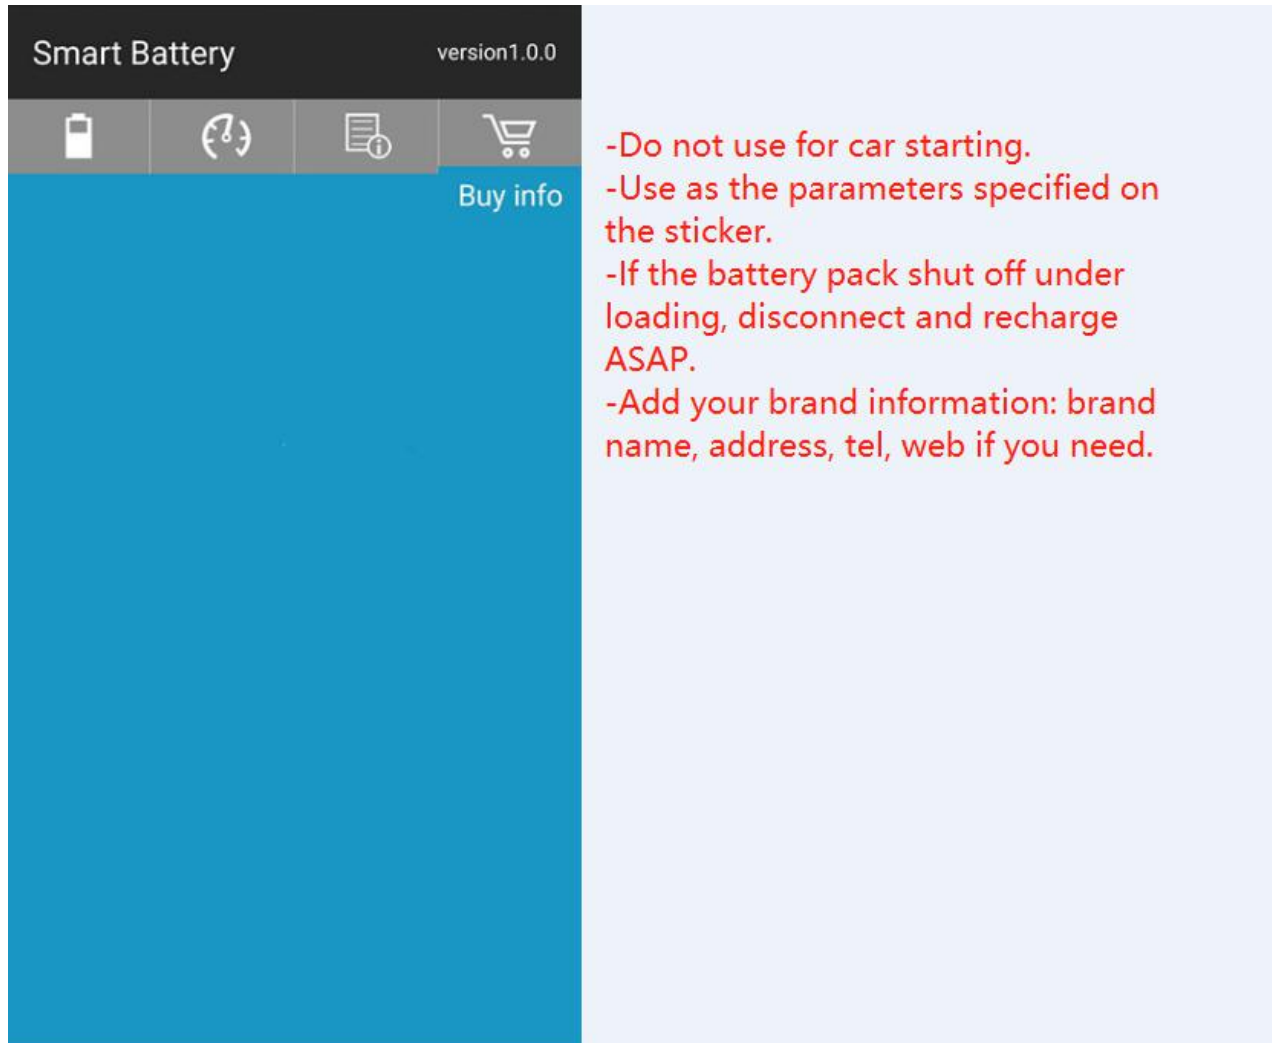 Smart Battery
version1.0.0
Buy info
-Do not use for car starting.
-Use as the parameters specified on
the sticker.
-If the battery pack shut off under
loading, disconnect and recharge
ASAP.
-Add your brand information: brand
name, address, tel, web if you need.